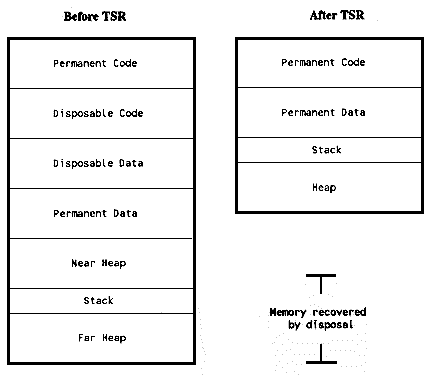 Before TSR
Permanent Code
Disposable Code
Disposable Data
Permanent Data
Near Heap
Stack
Far Heap
After TSR
Permanent Code
Permanent Data
Stack
Heap
Memory recovered
by disposal